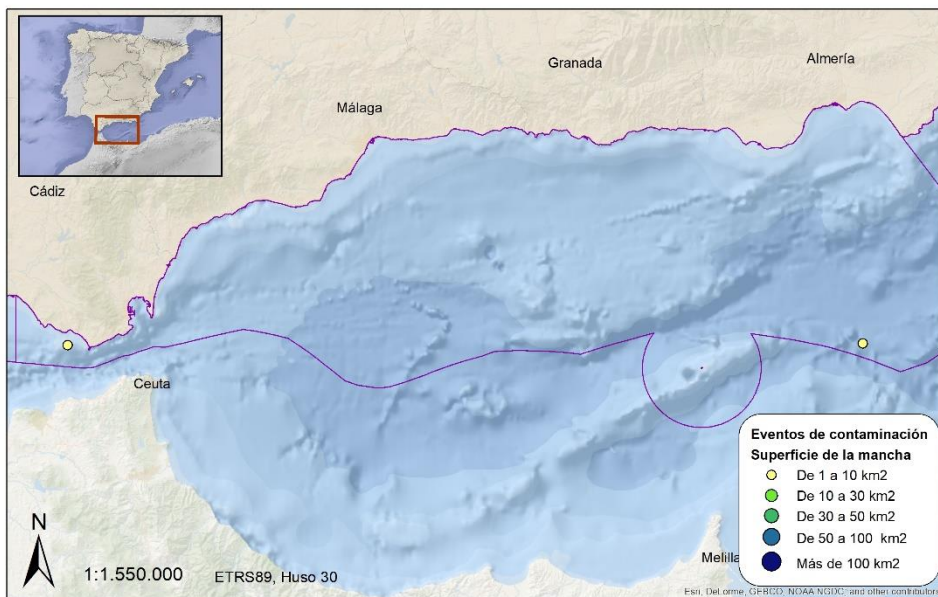 Granada
Almería
Málaga
Cádiz
Ceuta
Melilla
N
1:1.550.000
ETRS89, Huso 30
Eventos de contaminación
Superficie de la mancha
De 1 a 10 km2
De 10 a 30 km2
De 30 a 50 km2
De 50 a 100 km2
Más de 100 km2
Esri, DeLorme, GEBCO, NOAA NGDC, and other contributors